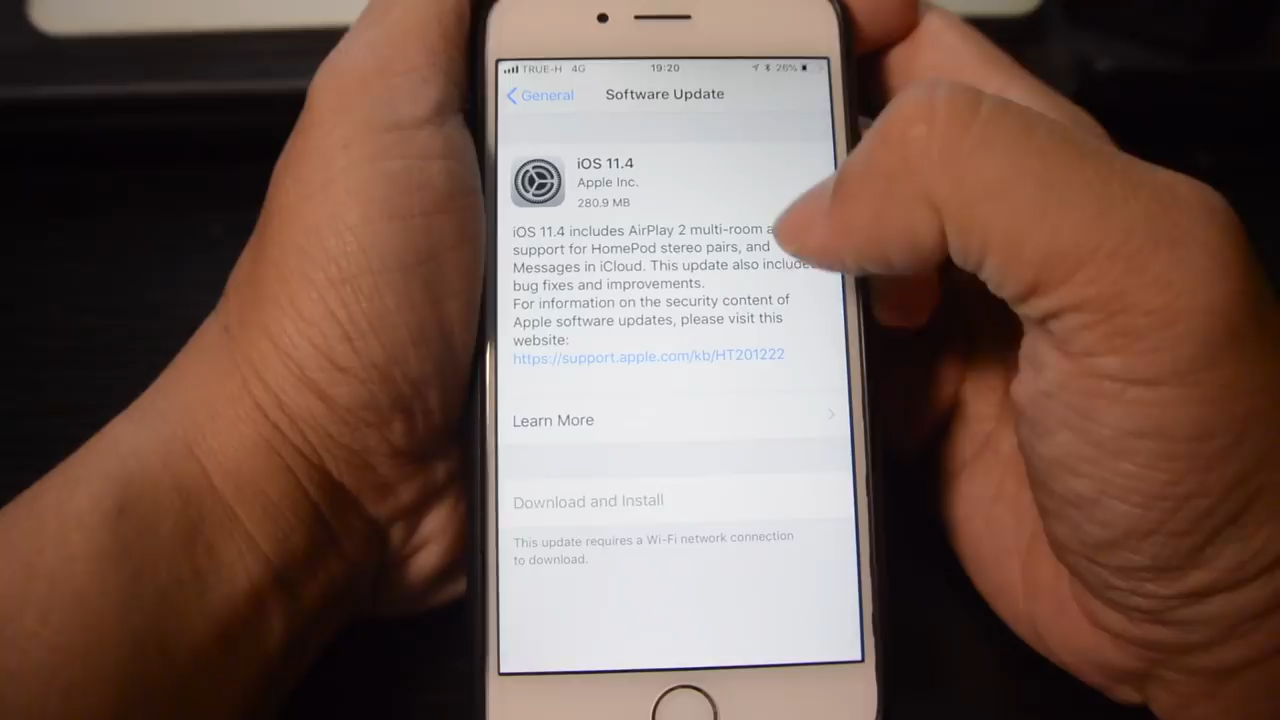 TRUE-H 4G 19:20 26%
General Software Update
iOS 11.4
Apple Inc.
280.9 MB
iOS 11.4 includes AirPlay 2 multi-room
support for HomePod stereo pairs, and
Messages in iCloud. This update also include
bug fixes and improvements.
For information on the security content of
Apple software updates, please visit this
website:
https://support.apple.com/kb/HT201222
Learn More
Download and Install
This update requires a Wi-Fi network connection
to download.